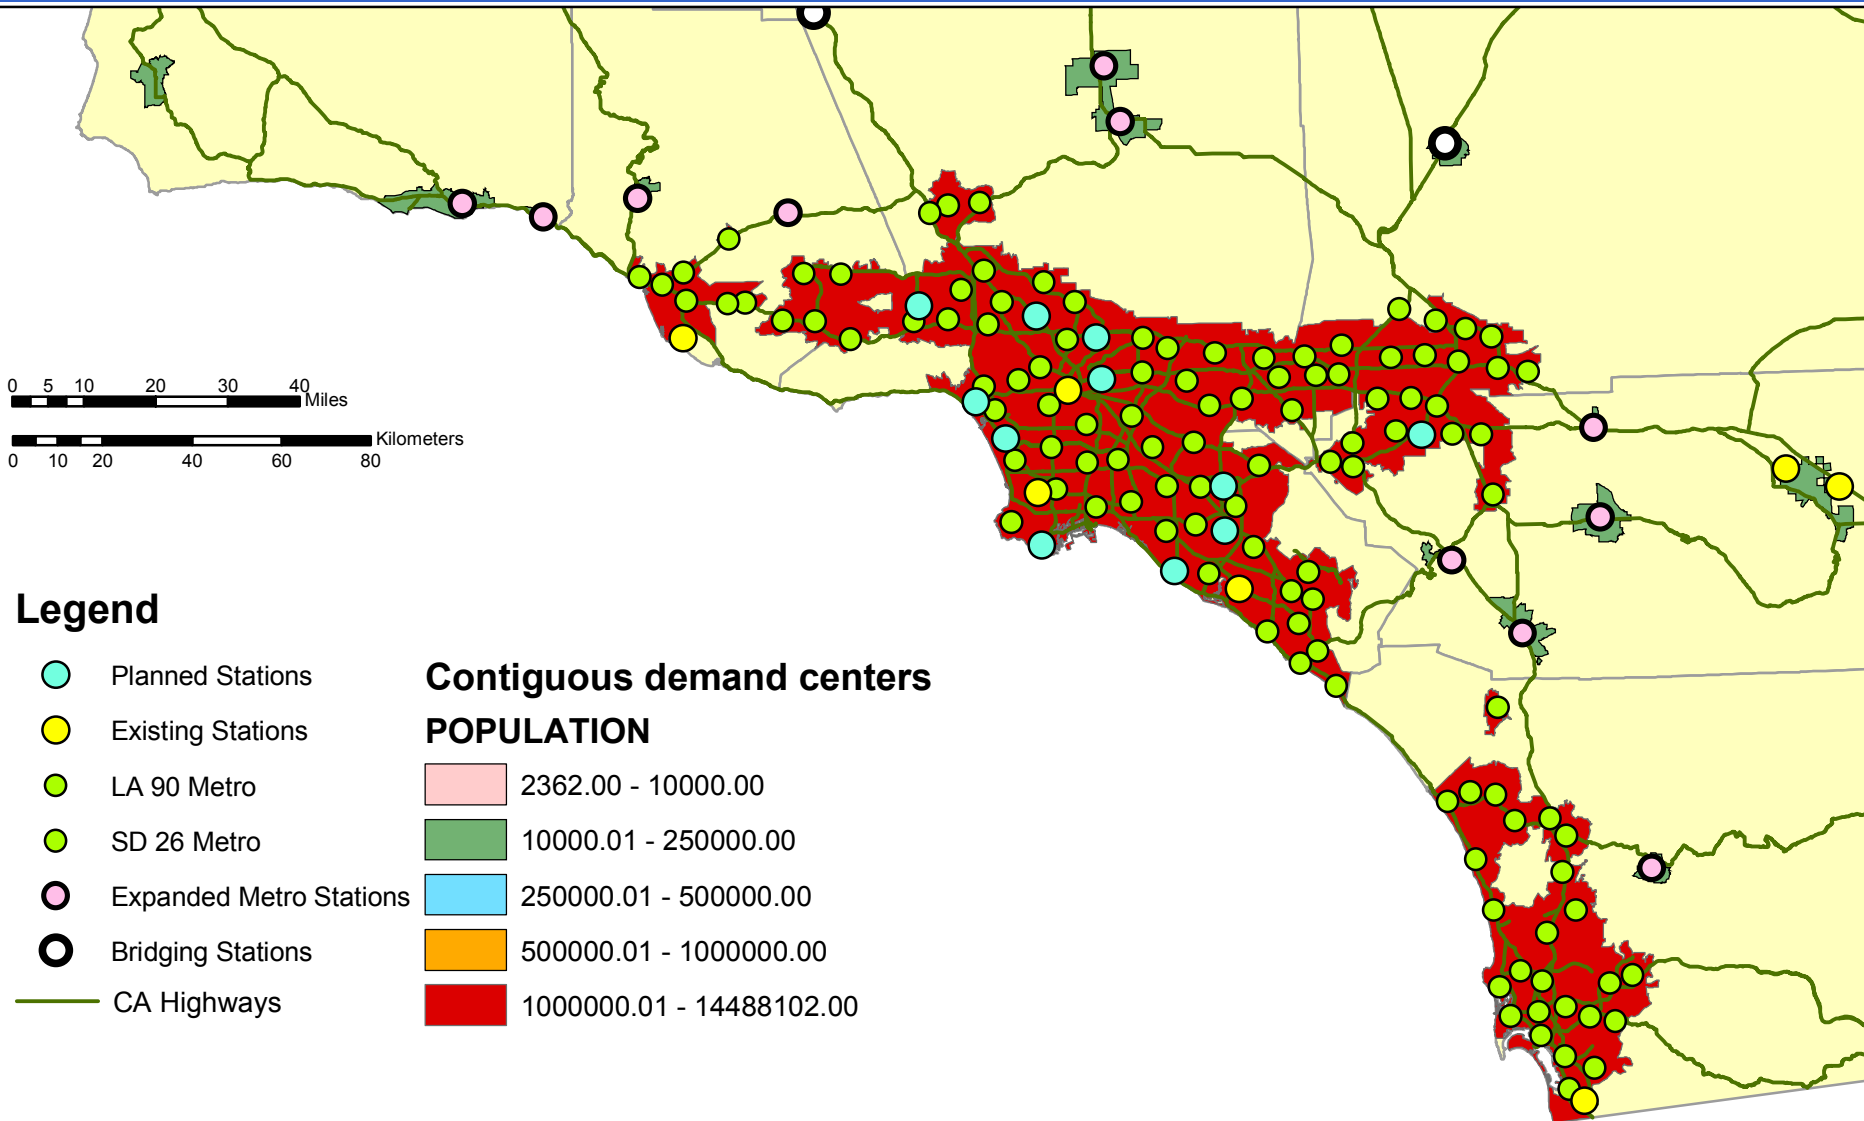 0 5 10 20 30 40
Miles
Kilometers
0 10 20 40 60 80
Legend
Planned Stations
Existing Stations
LA 90 Metro
SD 26 Metro
Expanded Metro Stations
Bridging Stations
CA Highways
Contiguous demand centers
POPULATION
2362.00 - 10000.00
10000.01 - 250000.00
250000.01 - 500000.00
500000.01 - 1000000.00
1000000.01 - 14488102.00